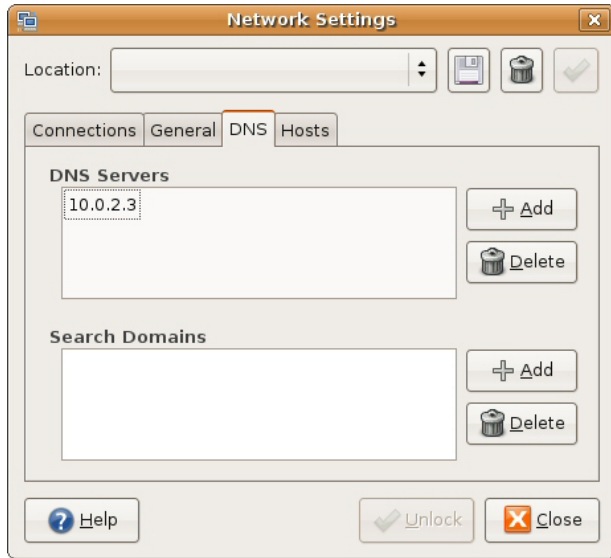 Network Settings
Location:
Connections General DNS Hosts
DNS Servers
10.0.2.3
Add
Delete
Search Domains
Add
Delete
Help Unlock Close